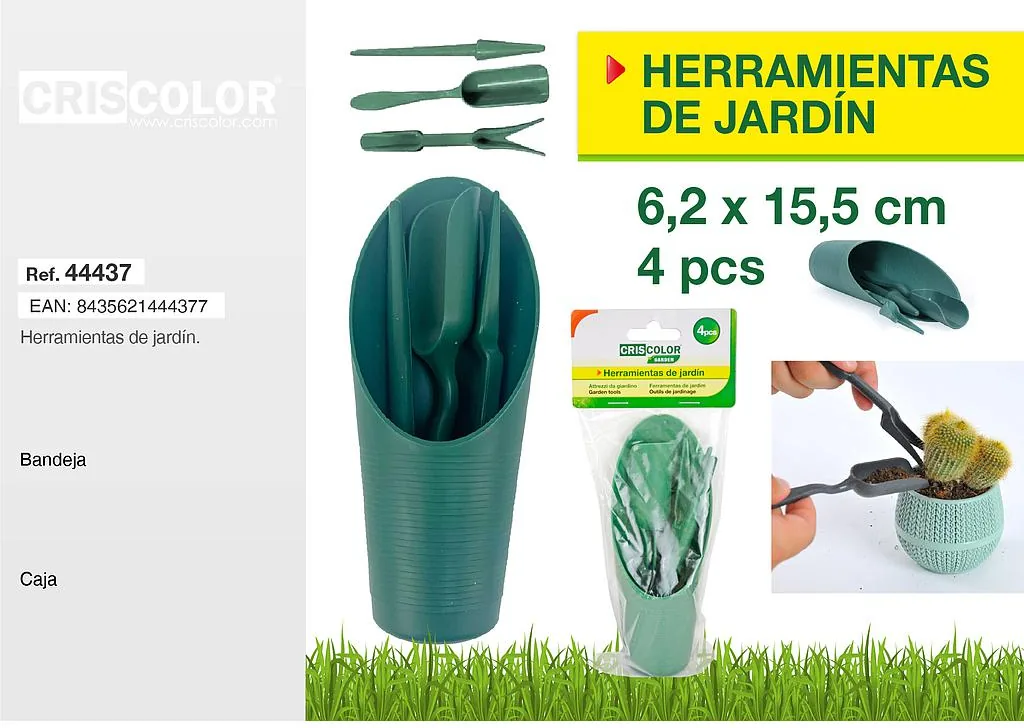 CRISCOLOR®
www.criscolor.com
Ref. 44437
EAN: 8435621444377
Herramientas de jardín.
Bandeja
Caja
HERRAMIENTAS
DE JARDÍN
6,2 x 15,5 cm
4 pcs
4pcs
CRISCOLOR
GARDEN
Herramientas de jardín
Attrezzi da giardino
Garden tools
Ferramentas de jardim
Outils de jardinage